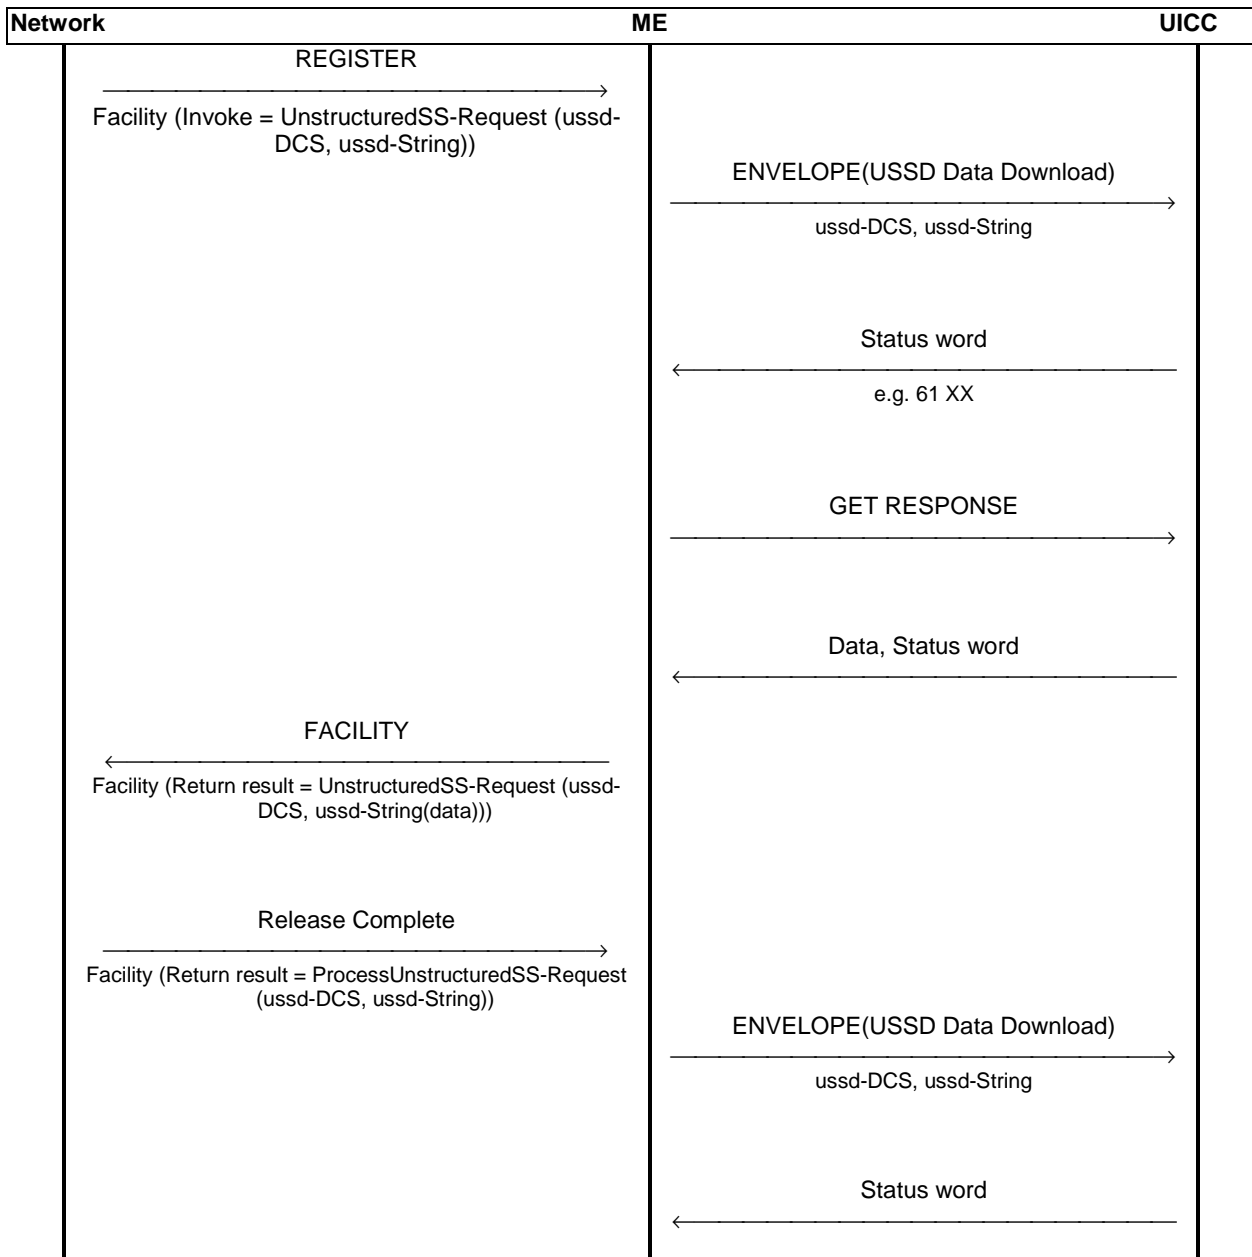 Network ME UICC
REGISTER
Facility (Invoke = UnstructuredSS-Request (ussd-
DCS, ussd-String))
ENVELOPE(USSD Data Download)
ussd-DCS, ussd-String
Status word
e.g. 61 XX
GET RESPONSE
Data, Status word
FACILITY
Facility (Return result = UnstructuredSS-Request (ussd-
DCS, ussd-String(data)))
Release Complete
Facility (Return result = ProcessUnstructuredSS-Request
(ussd-DCS, ussd-String))
ENVELOPE(USSD Data Download)
ussd-DCS, ussd-String
Status word